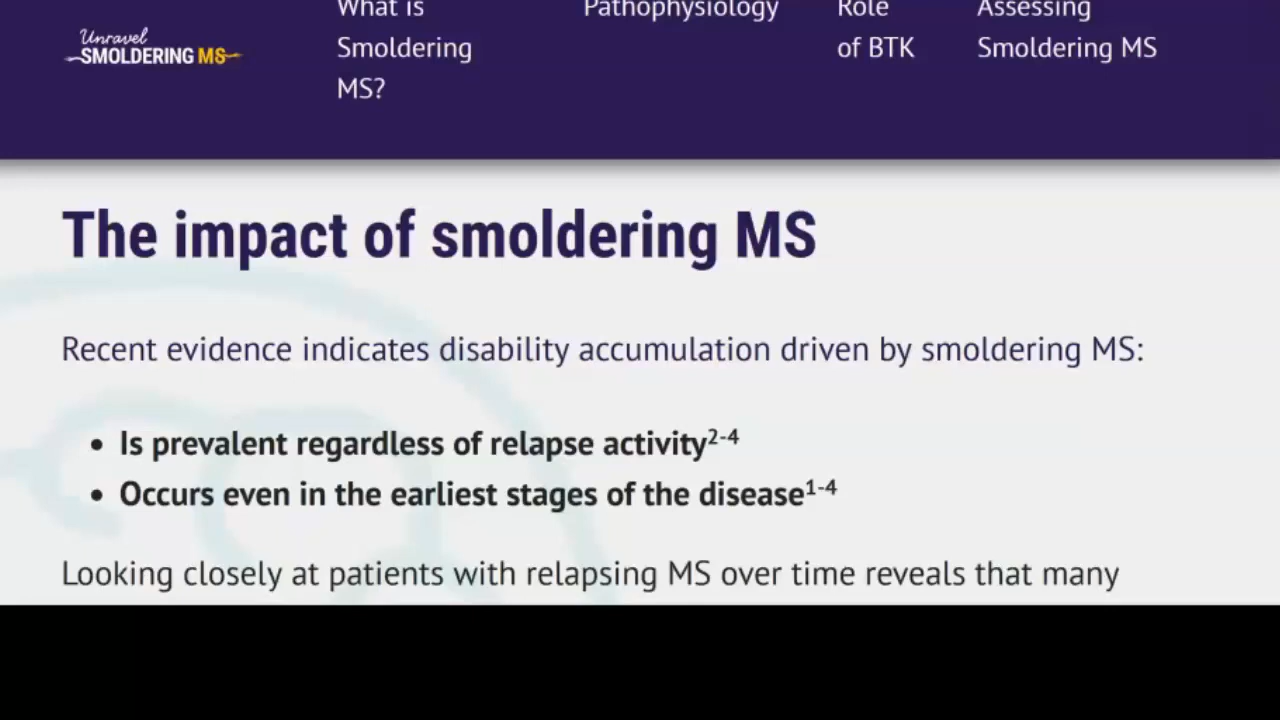 Unravel
SMOLDERING MS
What is
Smoldering
MS?
Pathophysiology
Role
of BTK
Assessing
Smoldering MS
The impact of smoldering MS
Recent evidence indicates disability accumulation driven by smoldering MS:
• Is prevalent regardless of relapse activity²⁻⁴
• Occurs even in the earliest stages of the disease¹⁻⁴
Looking closely at patients with relapsing MS over time reveals that many